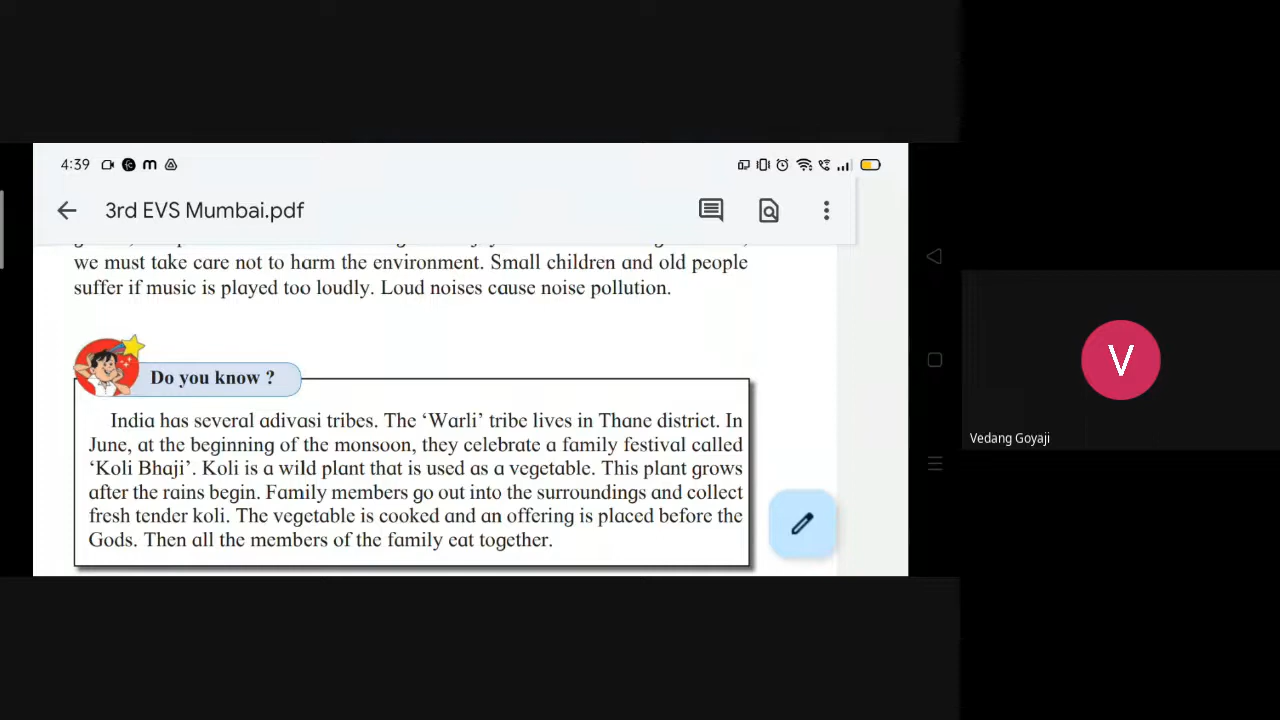 4:39
3rd EVS Mumbai.pdf
we must take care not to harm the environment. Small children and old people
suffer if music is played too loudly. Loud noises cause noise pollution.
Do you know ?
India has several adivasi tribes. The ‘Warli’ tribe lives in Thane district. In
June, at the beginning of the monsoon, they celebrate a family festival called
‘Koli Bhaji’. Koli is a wild plant that is used as a vegetable. This plant grows
after the rains begin. Family members go out into the surroundings and collect
fresh tender koli. The vegetable is cooked and an offering is placed before the
Gods. Then all the members of the family eat together.
V
Vedang Goyaji